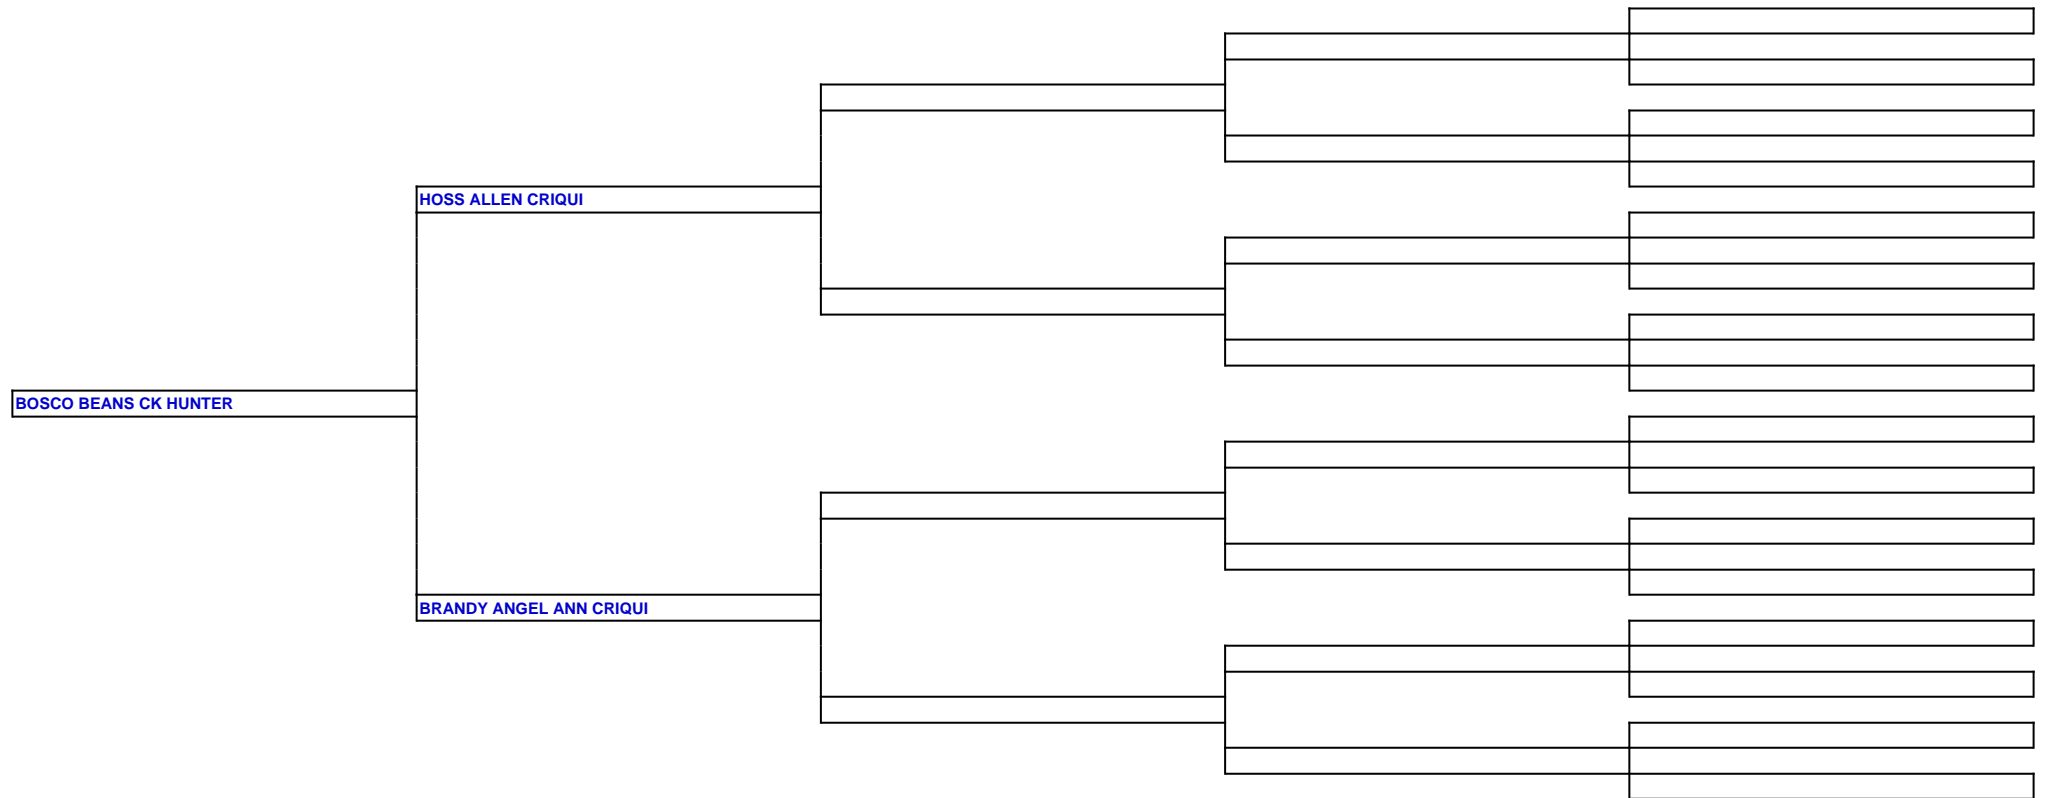 HOSS ALLEN CRIQUI
BOSCO BEANS CK HUNTER
BRANDY ANGEL ANN CRIQUI